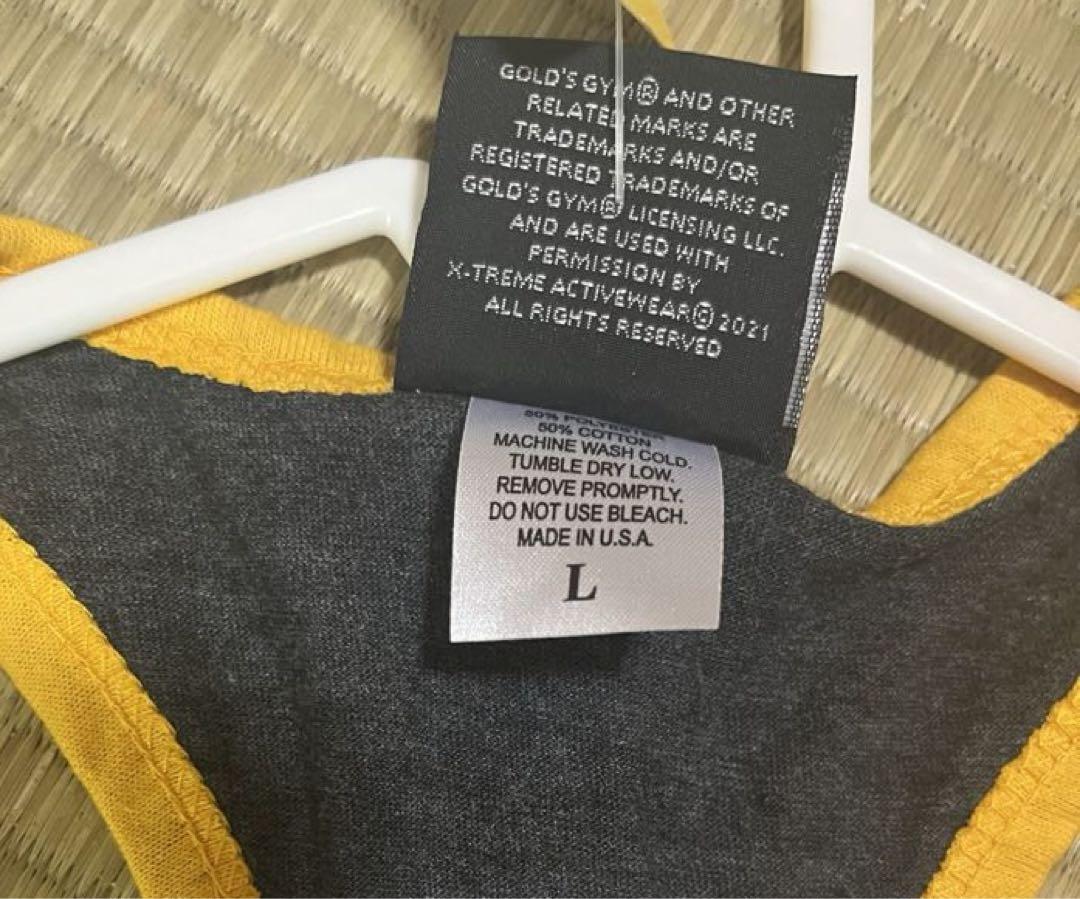 GOLD'S GYM® AND OTHER
RELATED MARKS ARE
TRADEMARKS AND/OR
REGISTERED TRADEMARKS OF
GOLD'S GYM® LICENSING LLC.
AND ARE USED WITH
PERMISSION BY
X-TREME ACTIVEWEAR© 2021
ALL RIGHTS RESERVED
50% POLYESTER
50% COTTON
MACHINE WASH COLD.
TUMBLE DRY LOW.
REMOVE PROMPTLY.
DO NOT USE BLEACH.
MADE IN U.S.A.
L